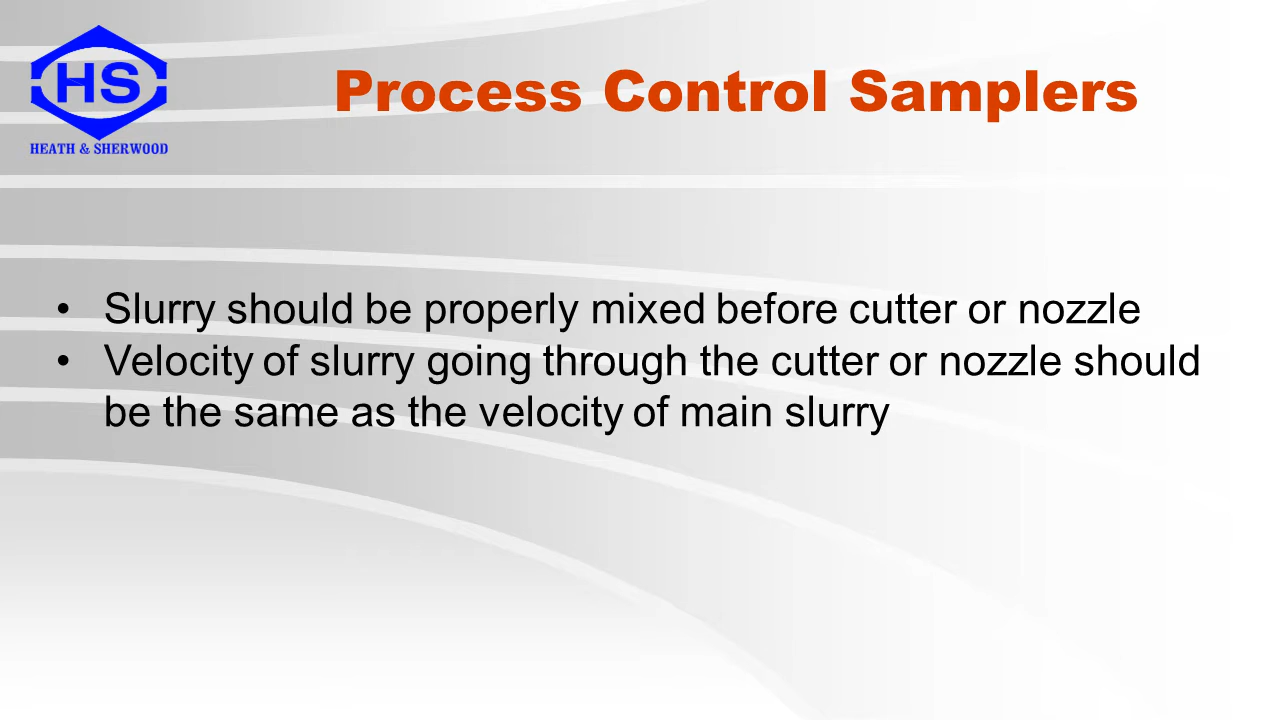 HS
HEATH & SHERWOOD
Process Control Samplers
• Slurry should be properly mixed before cutter or nozzle
• Velocity of slurry going through the cutter or nozzle should
be the same as the velocity of main slurry